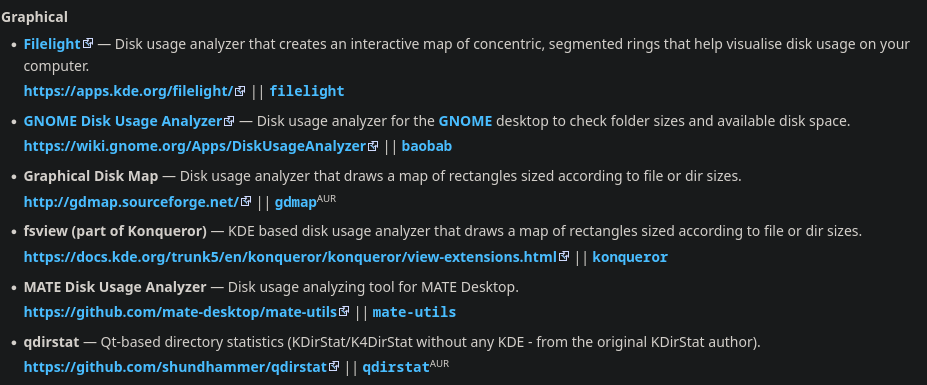 Graphical
• Filelight — Disk usage analyzer that creates an interactive map of concentric, segmented rings that help visualise disk usage on your
computer.
https://apps.kde.org/filelight/ || filelight
• GNOME Disk Usage Analyzer — Disk usage analyzer for the GNOME desktop to check folder sizes and available disk space.
https://wiki.gnome.org/Apps/DiskUsageAnalyzer || baobab
• Graphical Disk Map — Disk usage analyzer that draws a map of rectangles sized according to file or dir sizes.
http://gdmap.sourceforge.net/ || gdmapAUR
• fsview (part of Konqueror) — KDE based disk usage analyzer that draws a map of rectangles sized according to file or dir sizes.
https://docs.kde.org/trunk5/en/konqueror/konqueror/view-extensions.html || konqueror
• MATE Disk Usage Analyzer — Disk usage analyzing tool for MATE Desktop.
https://github.com/mate-desktop/mate-utils || mate-utils
• qdirstat — Qt-based directory statistics (KDirStat/K4DirStat without any KDE - from the original KDirStat author).
https://github.com/shundhammer/qdirstat || qdirstatAUR